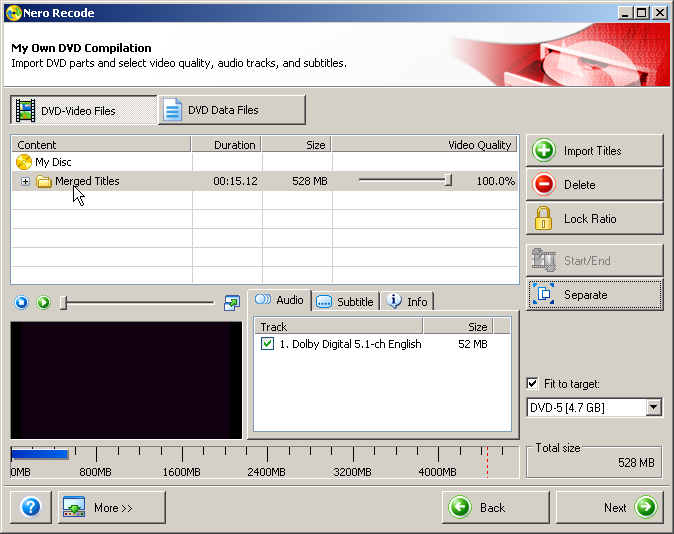 Nero Recode
My Own DVD Compilation
Import DVD parts and select video quality, audio tracks, and subtitles.
DVD-Video Files
DVD Data Files
Content Duration Size Video Quality
My Disc
Merged Titles 00:15.12 528 MB 100.0%
Import Titles
Delete
Lock Ratio
Start/End
Separate
Audio Subtitle Info
Track Size
1. Dolby Digital 5.1-ch English 52 MB
Fit to target:
DVD-5 [4.7 GB]
0MB 800MB 1600MB 2400MB 3200MB 4000MB
Total size
528 MB
? More >> Back Next